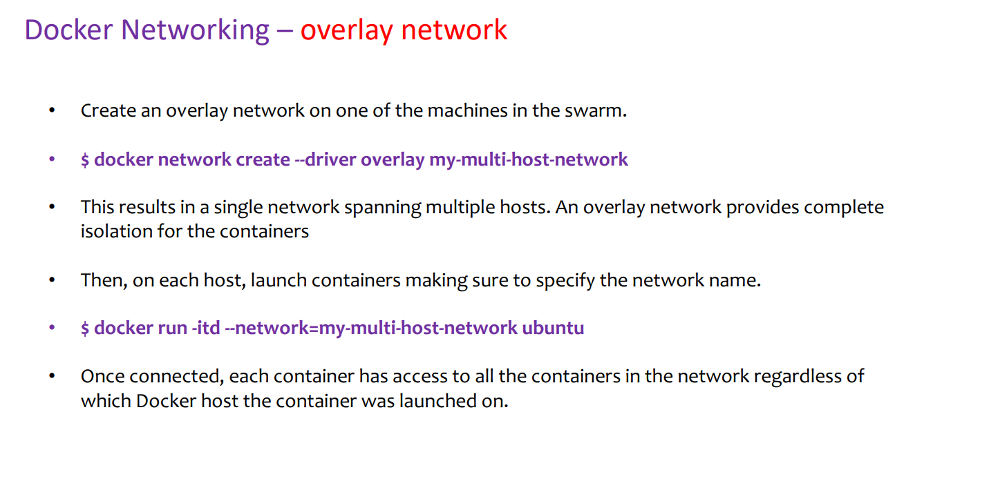 Docker Networking – overlay network
• Create an overlay network on one of the machines in the swarm.
• $ docker network create --driver overlay my-multi-host-network
• This results in a single network spanning multiple hosts. An overlay network provides complete
isolation for the containers
• Then, on each host, launch containers making sure to specify the network name.
• $ docker run -itd --network=my-multi-host-network ubuntu
• Once connected, each container has access to all the containers in the network regardless of
which Docker host the container was launched on.